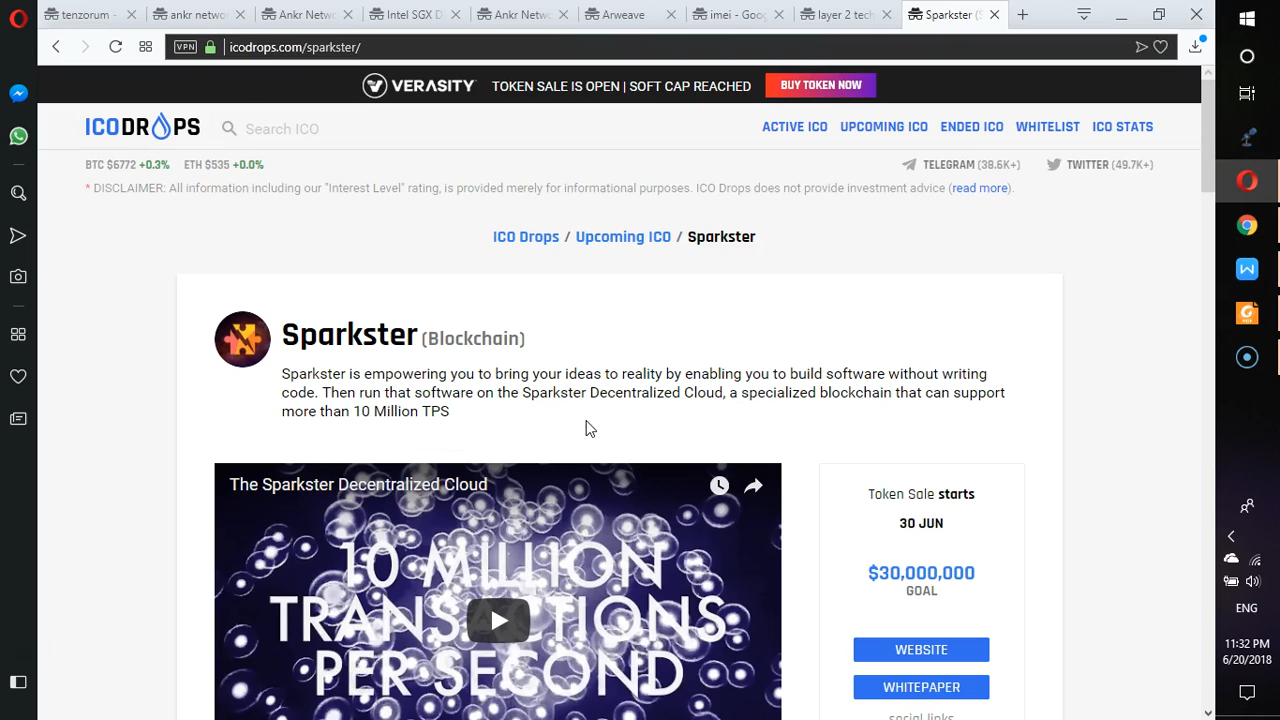 tenzorum -
ankr networ
Ankr Netwo
Intel SGX D
Ankr Netwo
Arweave
imei - Goog
layer 2 tech
Sparkster (S
VPN
icodrops.com/sparkster/
VERASITY TOKEN SALE IS OPEN | SOFT CAP REACHED BUY TOKEN NOW
ICODROPS Search ICO ACTIVE ICO UPCOMING ICO ENDED ICO WHITELIST ICO STATS
BTC $6772 +0.3% ETH $535 +0.0% TELEGRAM (38.6K+) TWITTER (49.7K+)
* DISCLAIMER: All information including our "Interest Level" rating, is provided merely for informational purposes. ICO Drops does not provide investment advice (read more).
ICO Drops / Upcoming ICO / Sparkster
Sparkster (Blockchain)
Sparkster is empowering you to bring your ideas to reality by enabling you to build software without writing
code. Then run that software on the Sparkster Decentralized Cloud, a specialized blockchain that can support
more than 10 Million TPS
The Sparkster Decentralized Cloud
10 MILLION
TRANSACTIONS
PER SECOND
Token Sale starts
30 JUN
$30,000,000
GOAL
WEBSITE
WHITEPAPER
social links
ENG
11:32 PM
6/20/2018